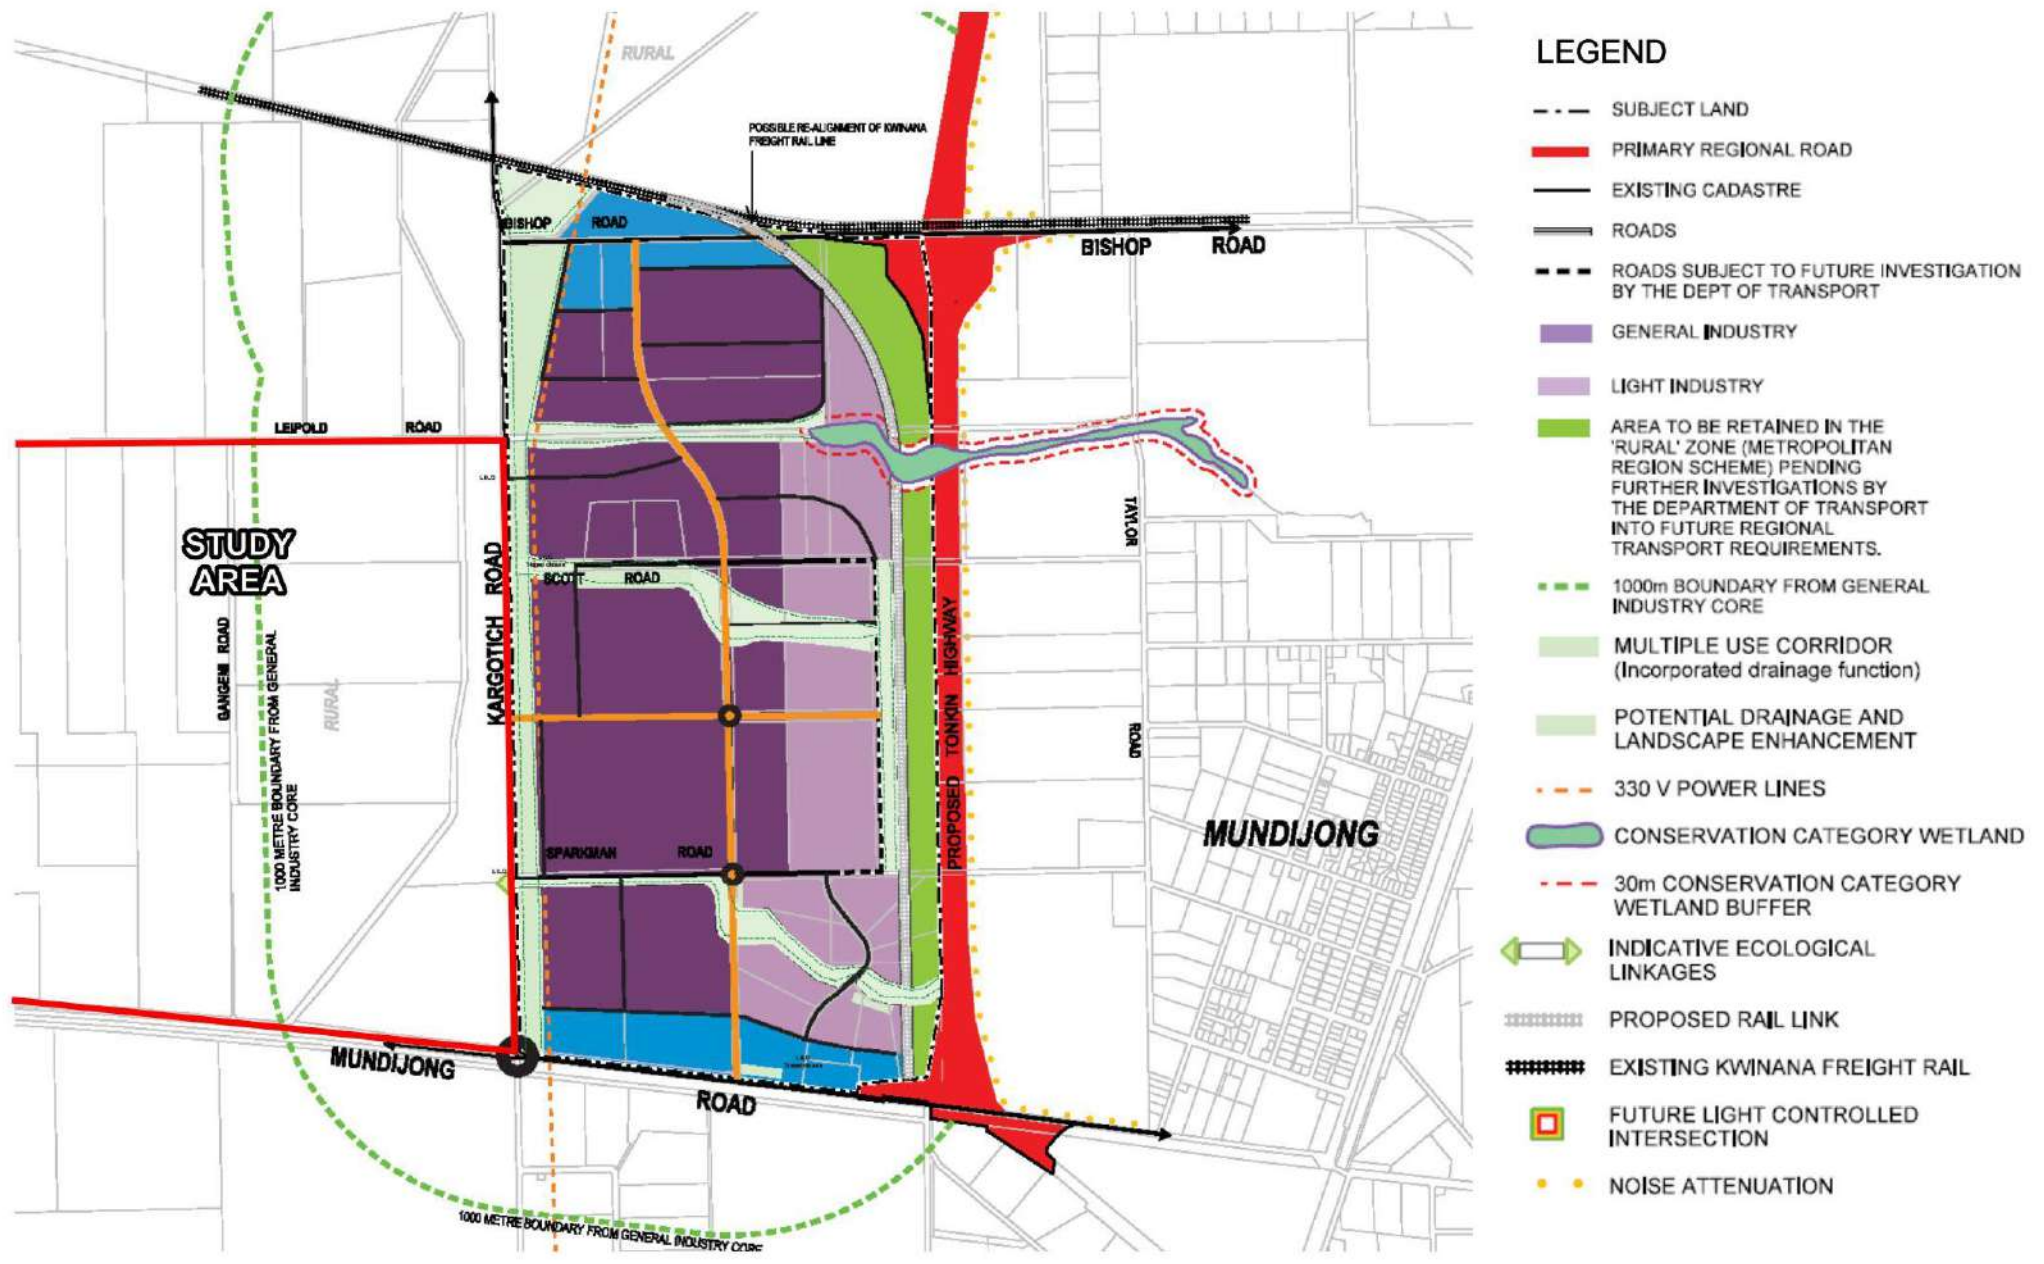 RURAL
POSSIBLE RE-ALIGNMENT OF KWINANA
FREIGHT RAIL LINE
BISHOP ROAD
BISHOP ROAD
LEIPOLD ROAD
STUDY
AREA
KARGOTICH ROAD
GANGEMI ROAD
1000 METRE BOUNDARY FROM GENERAL
INDUSTRY CORE
RURAL
SCOTT ROAD
SPARKMAN ROAD
PROPOSED TONKIN HIGHWAY
TAYLOR
ROAD
MUNDIJONG
MUNDIJONG
ROAD
1000 METRE BOUNDARY FROM GENERAL INDUSTRY CORE
LEGEND
SUBJECT LAND
PRIMARY REGIONAL ROAD
EXISTING CADASTRE
ROADS
ROADS SUBJECT TO FUTURE INVESTIGATION
BY THE DEPT OF TRANSPORT
GENERAL INDUSTRY
LIGHT INDUSTRY
AREA TO BE RETAINED IN THE
'RURAL' ZONE (METROPOLITAN
REGION SCHEME) PENDING
FURTHER INVESTIGATIONS BY
THE DEPARTMENT OF TRANSPORT
INTO FUTURE REGIONAL
TRANSPORT REQUIREMENTS.
1000m BOUNDARY FROM GENERAL
INDUSTRY CORE
MULTIPLE USE CORRIDOR
(Incorporated drainage function)
POTENTIAL DRAINAGE AND
LANDSCAPE ENHANCEMENT
330 V POWER LINES
CONSERVATION CATEGORY WETLAND
30m CONSERVATION CATEGORY
WETLAND BUFFER
INDICATIVE ECOLOGICAL
LINKAGES
PROPOSED RAIL LINK
EXISTING KWINANA FREIGHT RAIL
FUTURE LIGHT CONTROLLED
INTERSECTION
NOISE ATTENUATION